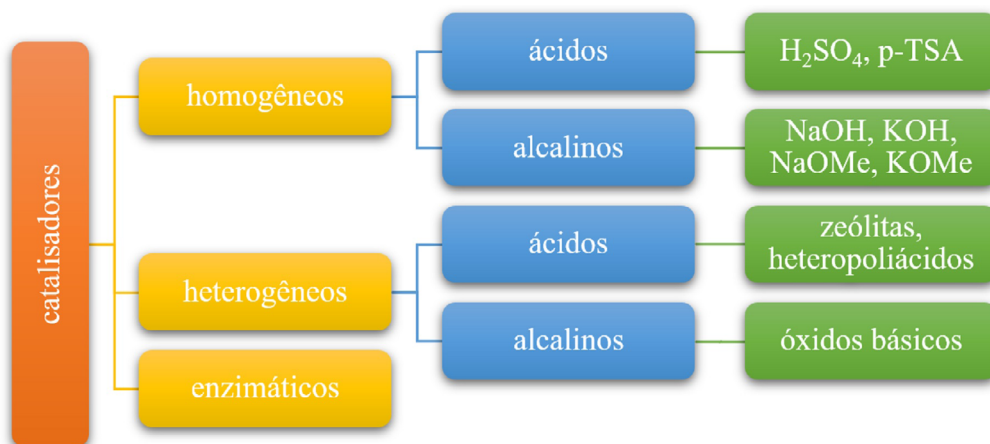 catalisadores
homogêneos
ácidos
H₂SO₄, p-TSA
alcalinos
NaOH, KOH,
NaOMe, KOMe
heterogêneos
ácidos
zeólitas,
heteropoliácidos
alcalinos
óxidos básicos
enzimáticos